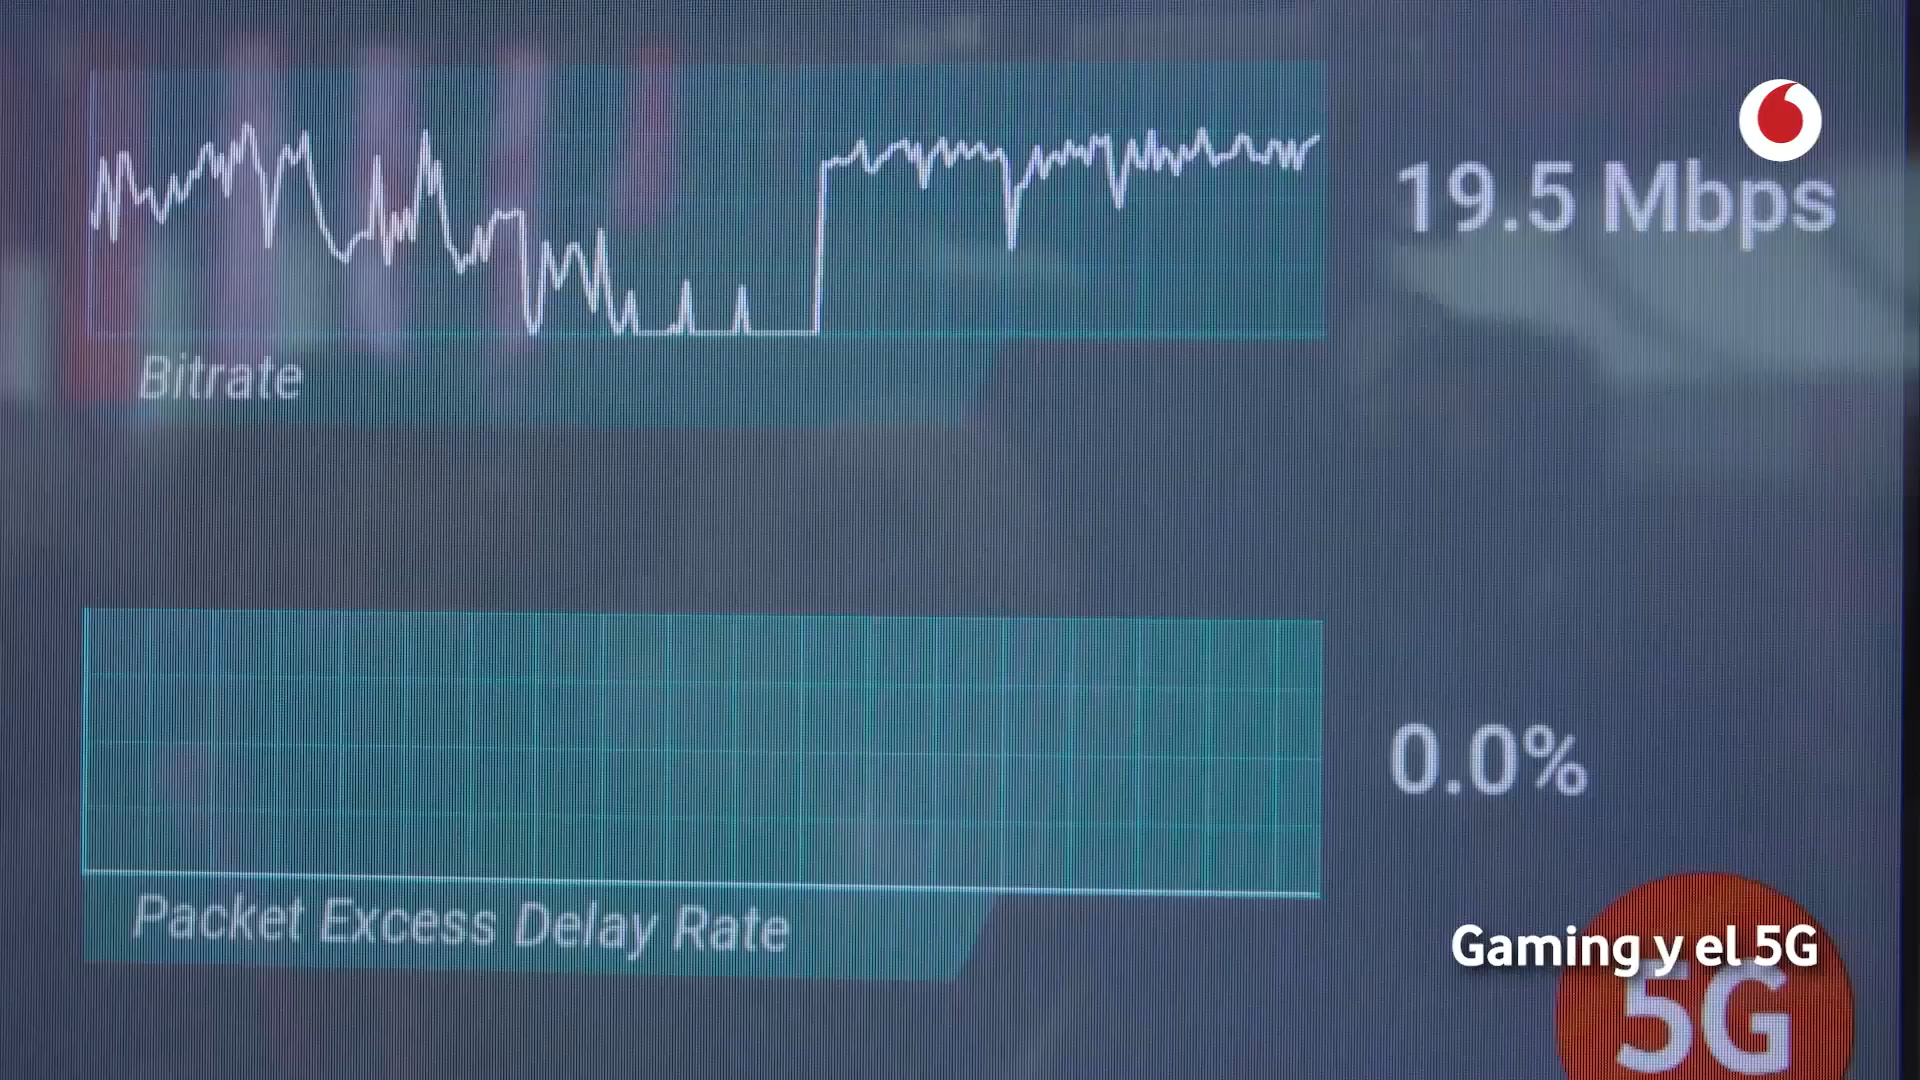 19.5 Mbps
Bitrate
0.0%
Packet Excess Delay Rate
Gaming y el 5G
5G